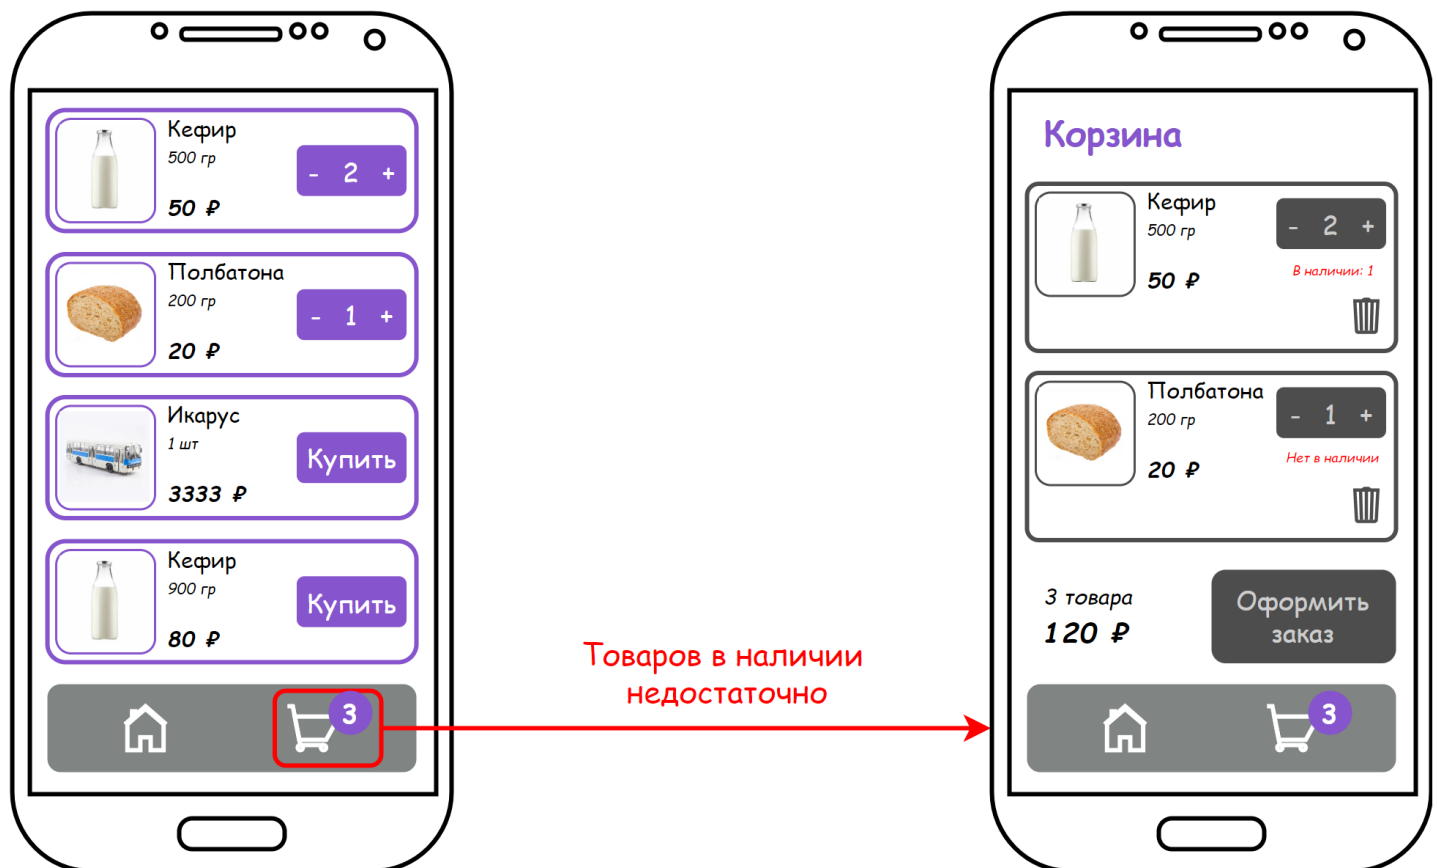 Кефир
500 гр
50 ₽
- 2 +
Полбатона
200 гр
20 ₽
- 1 +
Икарус
1 шт
3333 ₽
Купить
Кефир
900 гр
80 ₽
Купить
3
Товаров в наличии
недостаточно
Корзина
Кефир
500 гр
50 ₽
- 2 +
В наличии: 1
Полбатона
200 гр
20 ₽
- 1 +
Нет в наличии
3 товара
120 ₽
Оформить
заказ
3